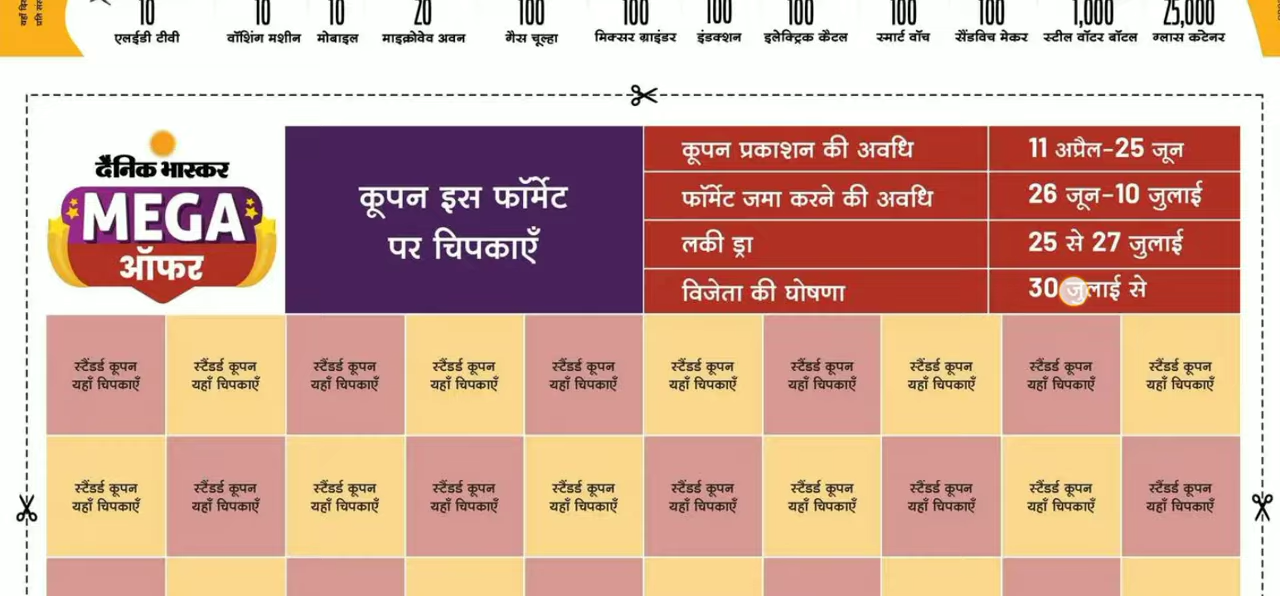 10 10 10 20 100 100 100 100 100 100 1,000 25,000
एलईडी टीवी वॉशिंग मशीन मोबाइल माइक्रोवेव अवन गैस चूल्हा मिक्सर ग्राइंडर इंडक्शन इलेक्ट्रिक कैटल स्मार्ट वॉच सैंडविच मेकर स्टील वॉटर बॉटल ग्लास कंटेनर
दैनिक भास्कर
MEGA
ऑफर
कूपन इस फॉर्मेट
पर चिपकाएँ
कूपन प्रकाशन की अवधि 11 अप्रैल-25 जून
फॉर्मेट जमा करने की अवधि 26 जून-10 जुलाई
लकी ड्रा 25 से 27 जुलाई
विजेता की घोषणा 30 जुलाई से
स्टैंडर्ड कूपन स्टैंडर्ड कूपन स्टैंडर्ड कूपन स्टैंडर्ड कूपन स्टैंडर्ड कूपन स्टैंडर्ड कूपन स्टैंडर्ड कूपन स्टैंडर्ड कूपन स्टैंडर्ड कूपन स्टैंडर्ड कूपन
यहाँ चिपकाएँ यहाँ चिपकाएँ यहाँ चिपकाएँ यहाँ चिपकाएँ यहाँ चिपकाएँ यहाँ चिपकाएँ यहाँ चिपकाएँ यहाँ चिपकाएँ यहाँ चिपकाएँ यहाँ चिपकाएँ
स्टैंडर्ड कूपन स्टैंडर्ड कूपन स्टैंडर्ड कूपन स्टैंडर्ड कूपन स्टैंडर्ड कूपन स्टैंडर्ड कूपन स्टैंडर्ड कूपन स्टैंडर्ड कूपन स्टैंडर्ड कूपन स्टैंडर्ड कूपन
यहाँ चिपकाएँ यहाँ चिपकाएँ यहाँ चिपकाएँ यहाँ चिपकाएँ यहाँ चिपकाएँ यहाँ चिपकाएँ यहाँ चिपकाएँ यहाँ चिपकाएँ यहाँ चिपकाएँ यहाँ चिपकाएँ